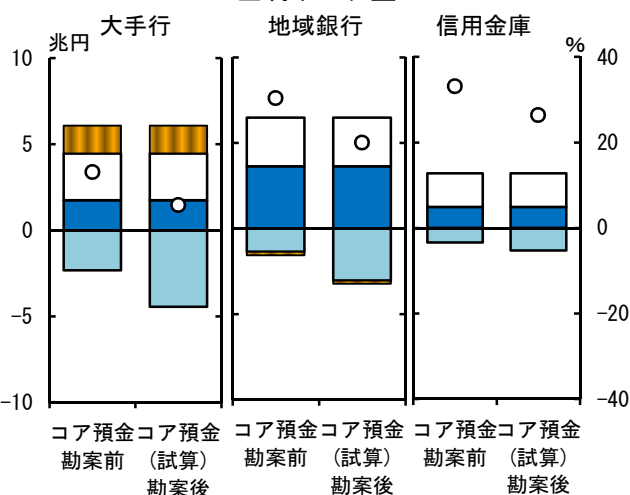 大手行
地域銀行
信用金庫
兆円
%
10
5
0
-5
-10
40
20
0
-20
-40
コア預金
勘案前
コア預金
(試算)
勘案後
コア預金
勘案前
コア預金
(試算)
勘案後
コア預金
勘案前
コア預金
(試算)
勘案後